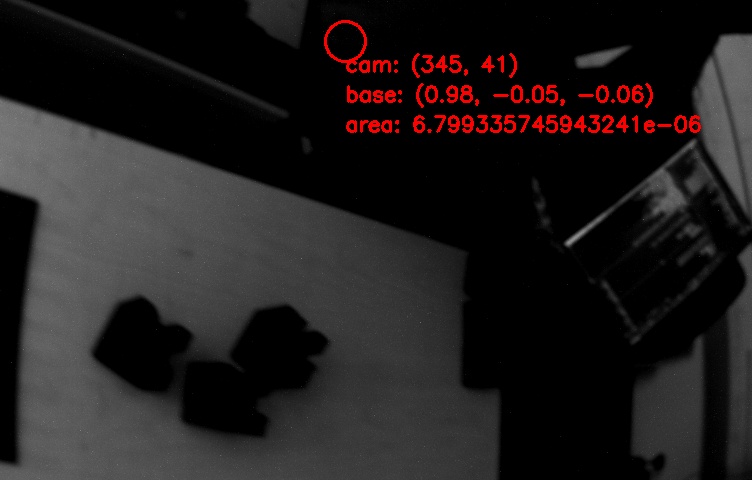 cam: (345, 41)
base: (0.98, -0.05, -0.06)
area: 6.799335745943241e-06